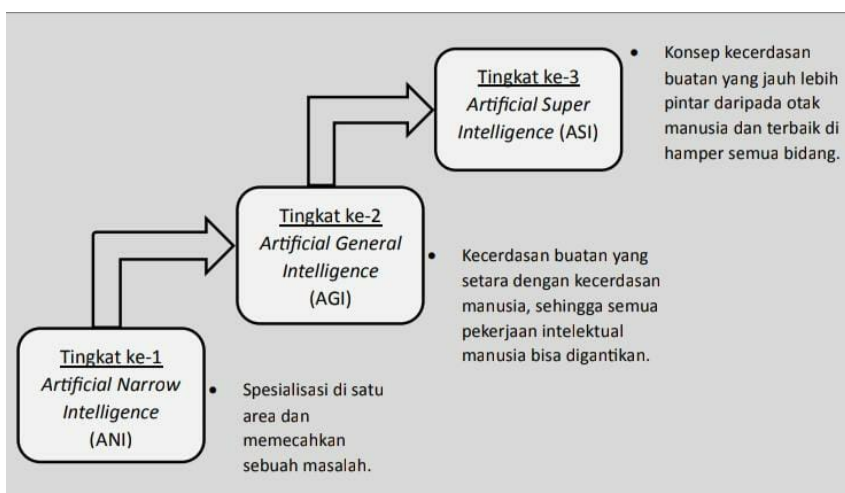 Tingkat ke-3
Artificial Super
Intelligence (ASI)
• Konsep kecerdasan
buatan yang jauh lebih
pintar daripada otak
manusia dan terbaik di
hamper semua bidang.
Tingkat ke-2
Artificial General
Intelligence
(AGI)
• Kecerdasan buatan yang
setara dengan kecerdasan
manusia, sehingga semua
pekerjaan intelektual
manusia bisa digantikan.
Tingkat ke-1
Artificial Narrow
Intelligence
(ANI)
• Spesialisasi di satu
area dan
memecahkan
sebuah masalah.